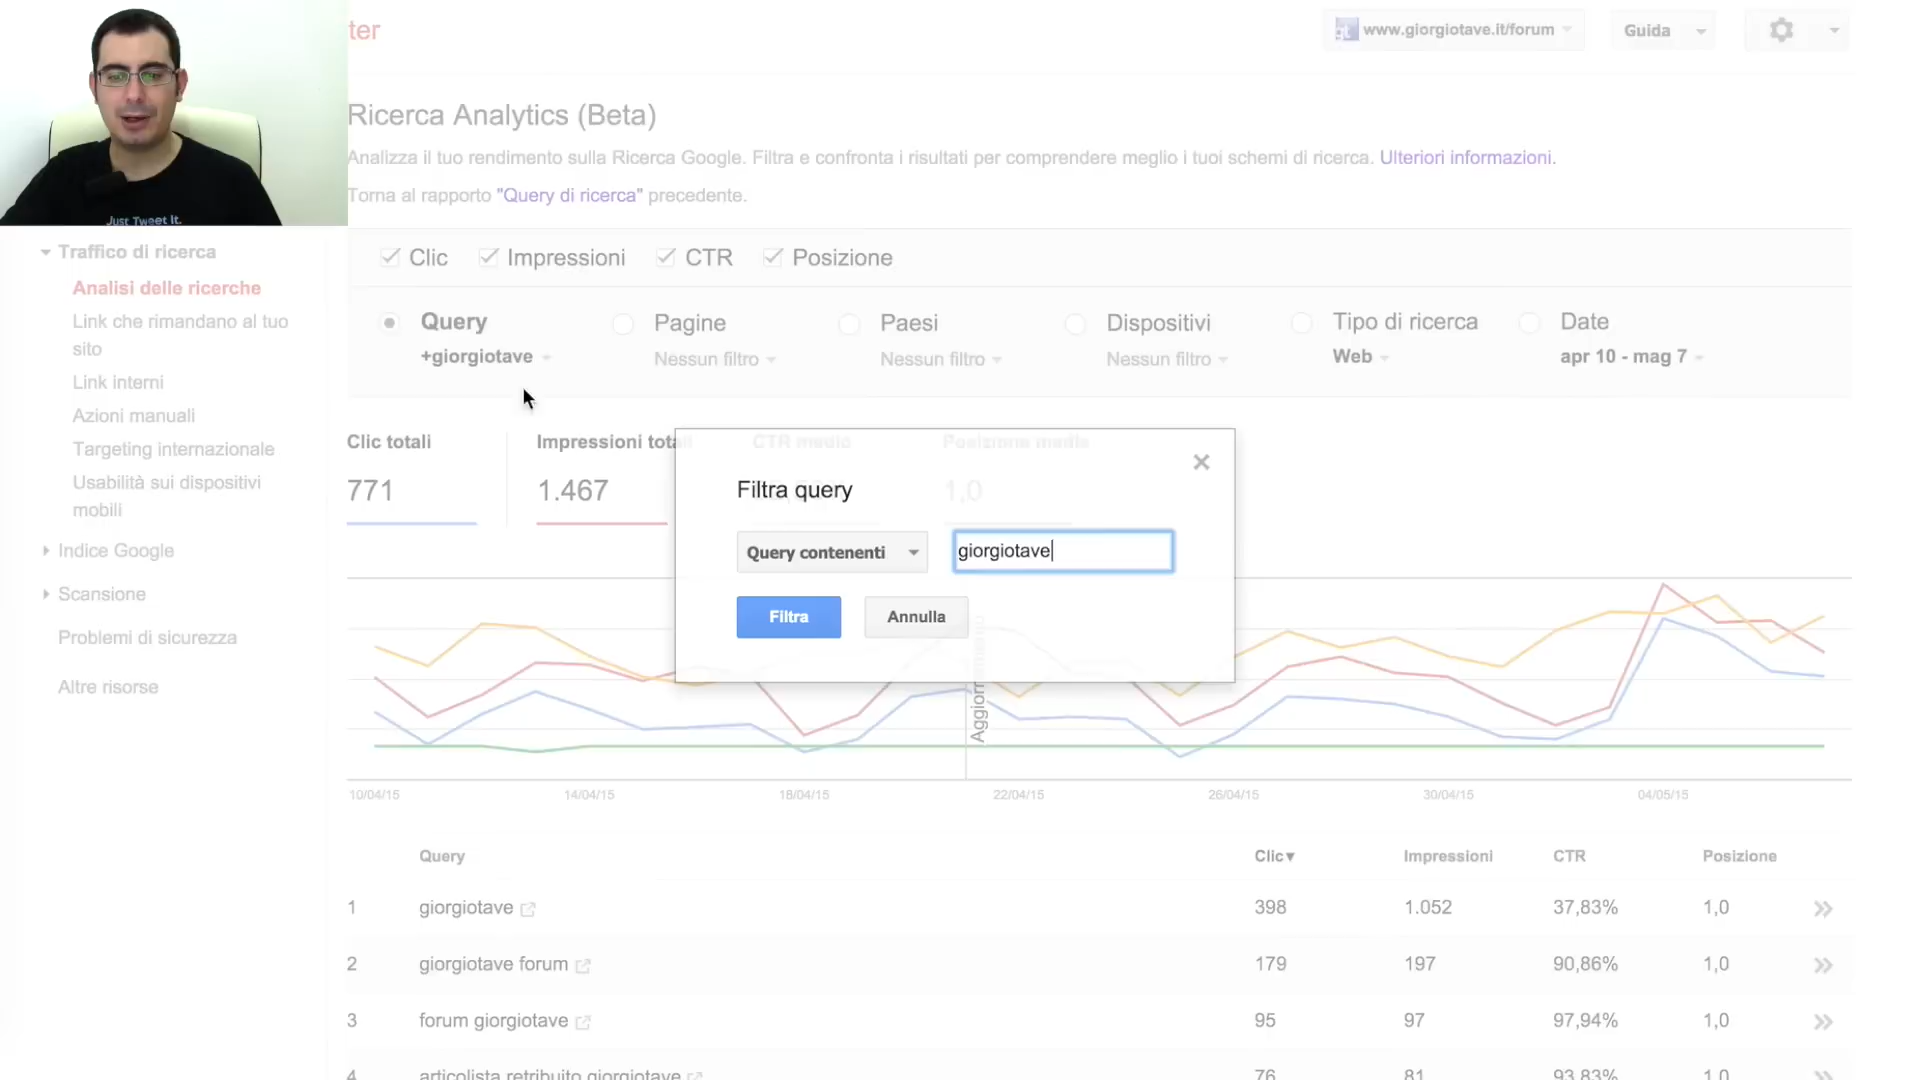 ter
www.giorgiotave.it/forum
Guida
Ricerca Analytics (Beta)
Analizza il tuo rendimento sulla Ricerca Google. Filtra e confronta i risultati per comprendere meglio i tuoi schemi di ricerca. Ulteriori informazioni.
Torna al rapporto "Query di ricerca" precedente.
Just Tweet It.
Traffico di ricerca
Analisi delle ricerche
Link che rimandano al tuo
sito
Link interni
Azioni manuali
Targeting internazionale
Usabilità sui dispositivi
mobili
Indice Google
Scansione
Problemi di sicurezza
Altre risorse
Clic Impressioni CTR Posizione
Query Pagine Paesi Dispositivi Tipo di ricerca Date
+giorgiotave Nessun filtro Nessun filtro Nessun filtro Web apr 10 - mag 7
Clic totali Impressioni total CTR medio Posizione media
771 1.467 1,0
Filtra query
Query contenenti giorgiotave
Filtra Annulla
10/04/15 14/04/15 18/04/15 22/04/15 26/04/15 30/04/15 04/05/15
Query Clic▼ Impressioni CTR Posizione
1 giorgiotave 398 1.052 37,83% 1,0
2 giorgiotave forum 179 197 90,86% 1,0
3 forum giorgiotave 95 97 97,94% 1,0
4 articolista retribuito giorgiotave 76 81 93,83% 1,0